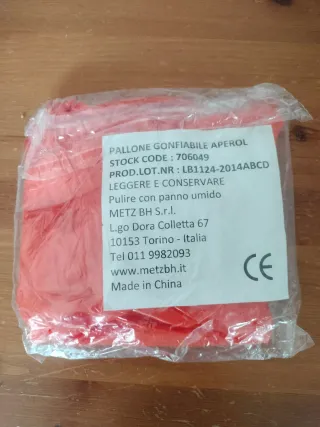 PALLONE GONFIABILE APEROL
STOCK CODE : 706049
PROD.LOT.NR : LB1124-2014ABCD
LEGGERE E CONSERVARE
Pulire con panno umido
METZ BH S.r.l.
L.go Dora Colletta 67
10153 Torino - Italia
Tel 011 9982093
www.metzbh.it
Made in China
CE